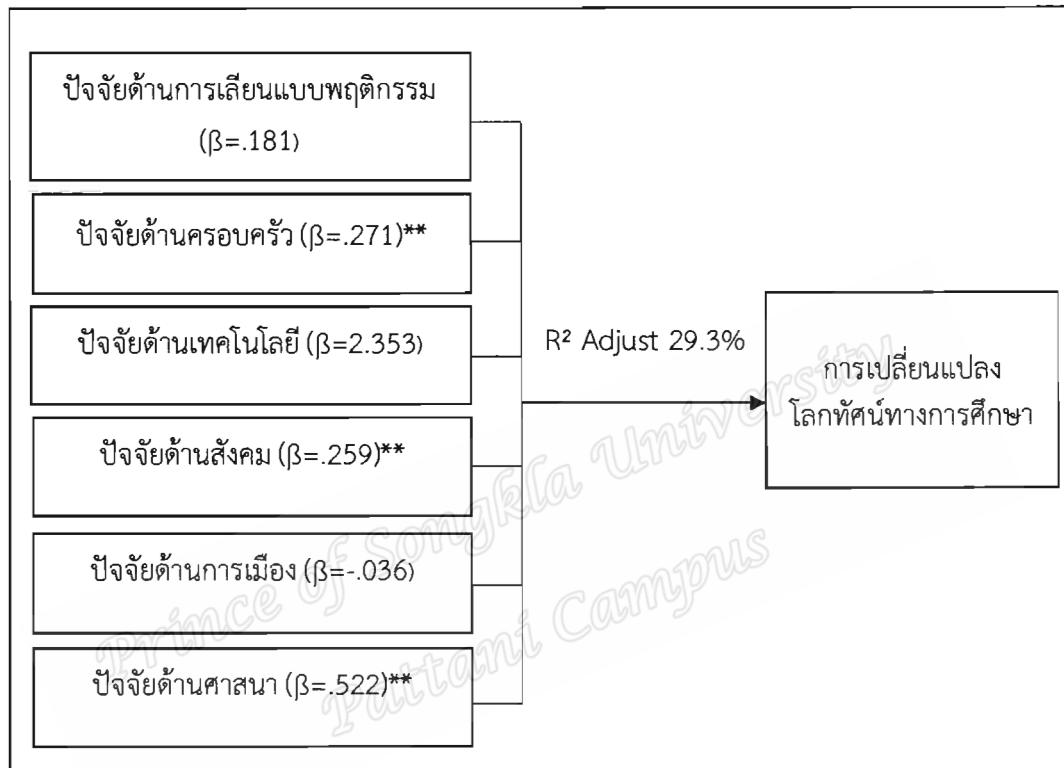 ปัจจัยด้านการเลียนแบบพฤติกรรม
(β=.181)
ปัจจัยด้านครอบครัว (β=.271)**
ปัจจัยด้านเทคโนโลยี (β=2.353)
R² Adjust 29.3%
การเปลี่ยนแปลง
โลกทัศน์ทางการศึกษา
ปัจจัยด้านสังคม (β=.259)**
ปัจจัยด้านการเมือง (β=-.036)
ปัจจัยด้านศาสนา (β=.522)**
Prince of Songkla University
Pattani Campus